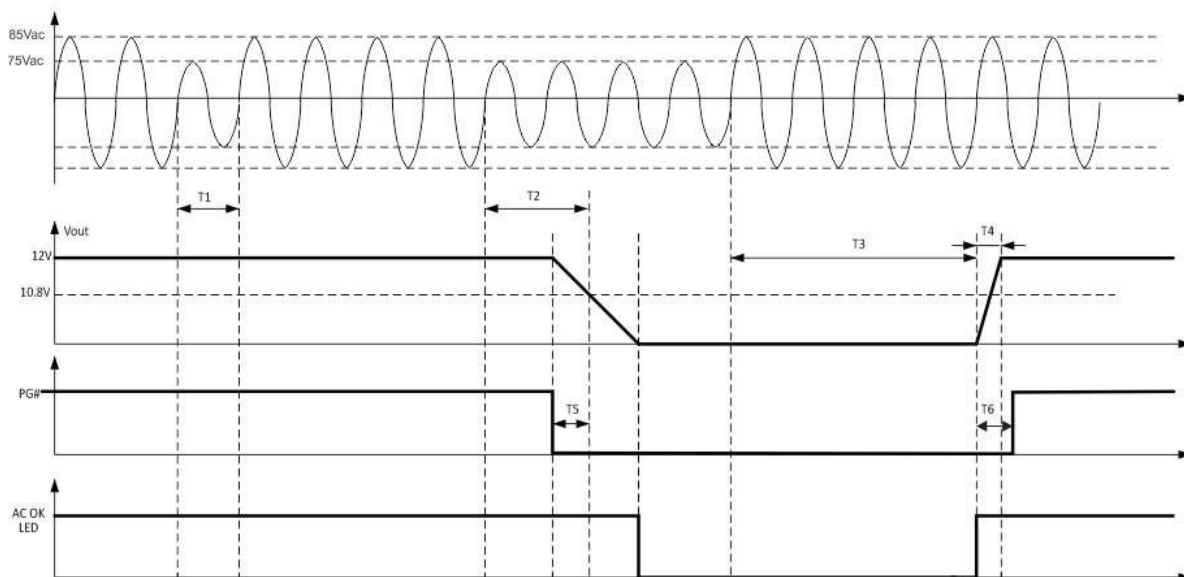 85Vac
75Vac
T1
T2
Vout
T3
T4
12V
10.8V
PG#
T5
T6
AC OK
LED